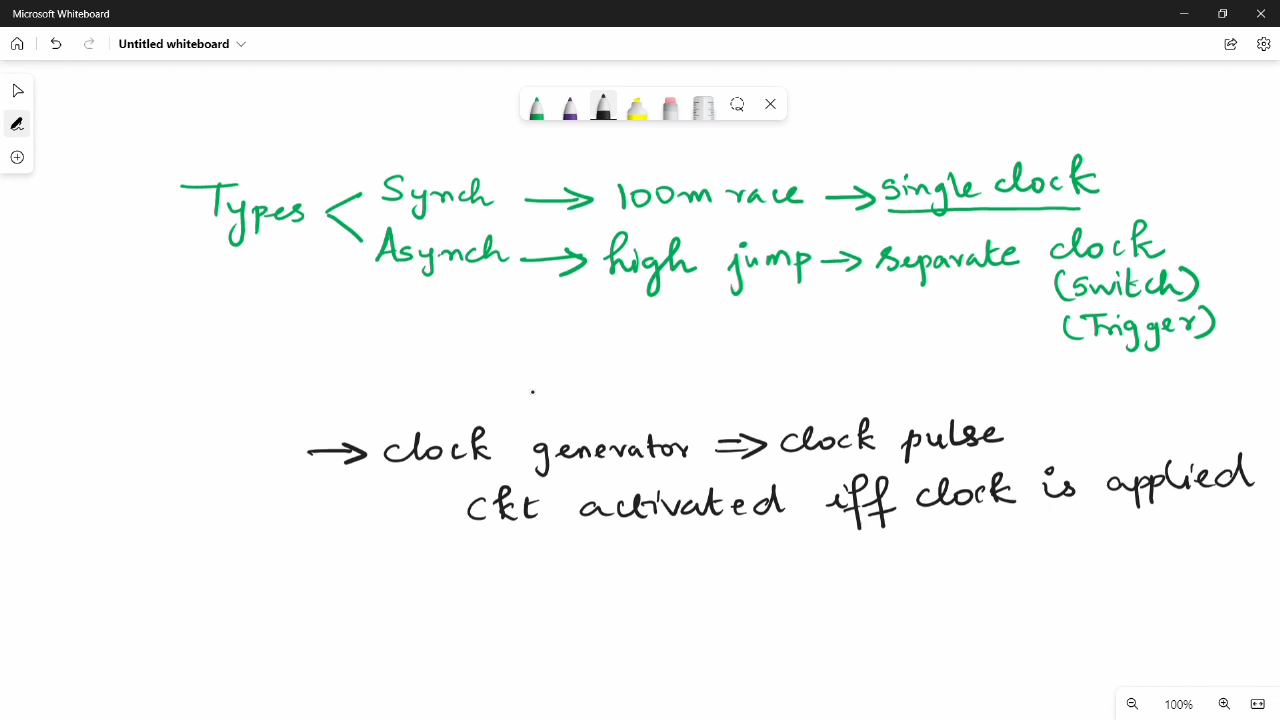 Microsoft Whiteboard
Untitled whiteboard
Types < Synch → 100m race → single clock
Asynch → high jump → separate clock
(switch)
(Trigger)
→ clock generator ⇒ clock pulse
ckt activated iff clock is applied
100%